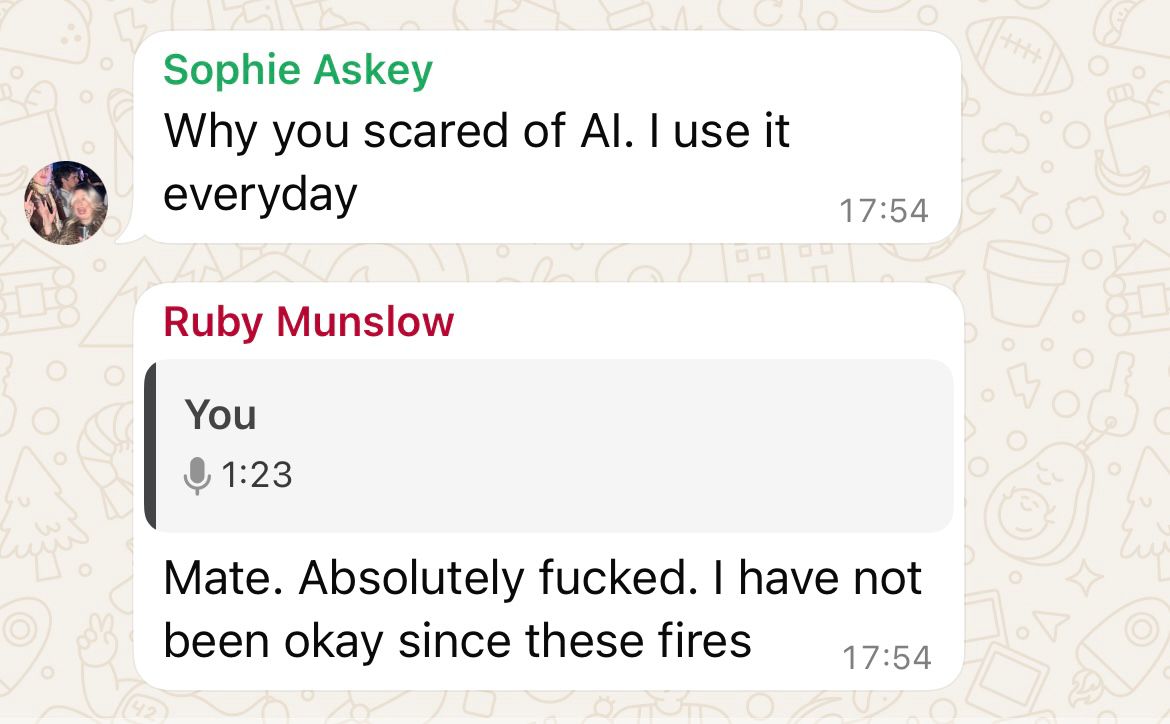 Sophie Askey
Why you scared of AI. I use it
everyday
17:54
Ruby Munslow
You
1:23
Mate. Absolutely fucked. I have not
been okay since these fires
17:54